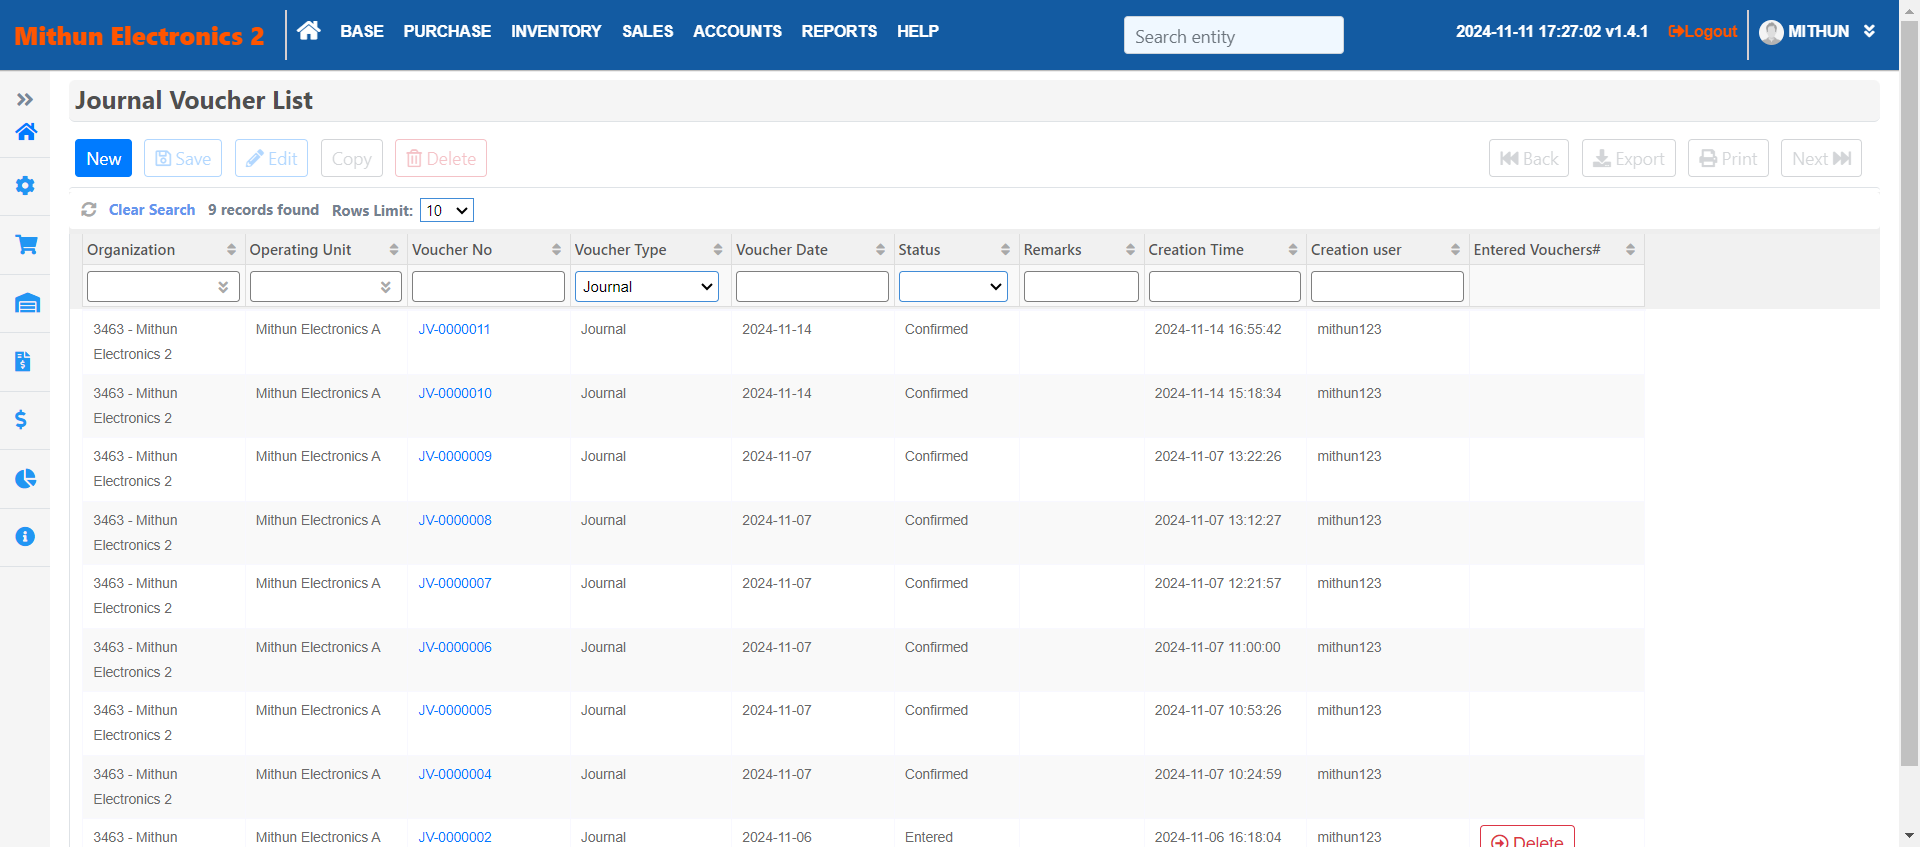 Mithun Electronics 2 BASE PURCHASE INVENTORY SALES ACCOUNTS REPORTS HELP Search entity 2024-11-11 17:27:02 v1.4.1 Logout MITHUN
Journal Voucher List
New Save Edit Copy Delete Back Export Print Next
Clear Search 9 records found Rows Limit: 10
Organization Operating Unit Voucher No Voucher Type Voucher Date Status Remarks Creation Time Creation user Entered Vouchers#
Journal
3463 - Mithun Mithun Electronics A JV-0000011 Journal 2024-11-14 Confirmed 2024-11-14 16:55:42 mithun123
Electronics 2
3463 - Mithun Mithun Electronics A JV-0000010 Journal 2024-11-14 Confirmed 2024-11-14 15:18:34 mithun123
Electronics 2
3463 - Mithun Mithun Electronics A JV-0000009 Journal 2024-11-07 Confirmed 2024-11-07 13:22:26 mithun123
Electronics 2
3463 - Mithun Mithun Electronics A JV-0000008 Journal 2024-11-07 Confirmed 2024-11-07 13:12:27 mithun123
Electronics 2
3463 - Mithun Mithun Electronics A JV-0000007 Journal 2024-11-07 Confirmed 2024-11-07 12:21:57 mithun123
Electronics 2
3463 - Mithun Mithun Electronics A JV-0000006 Journal 2024-11-07 Confirmed 2024-11-07 11:00:00 mithun123
Electronics 2
3463 - Mithun Mithun Electronics A JV-0000005 Journal 2024-11-07 Confirmed 2024-11-07 10:53:26 mithun123
Electronics 2
3463 - Mithun Mithun Electronics A JV-0000004 Journal 2024-11-07 Confirmed 2024-11-07 10:24:59 mithun123
Electronics 2
3463 - Mithun Mithun Electronics A JV-0000002 Journal 2024-11-06 Entered 2024-11-06 16:18:04 mithun123 Delete